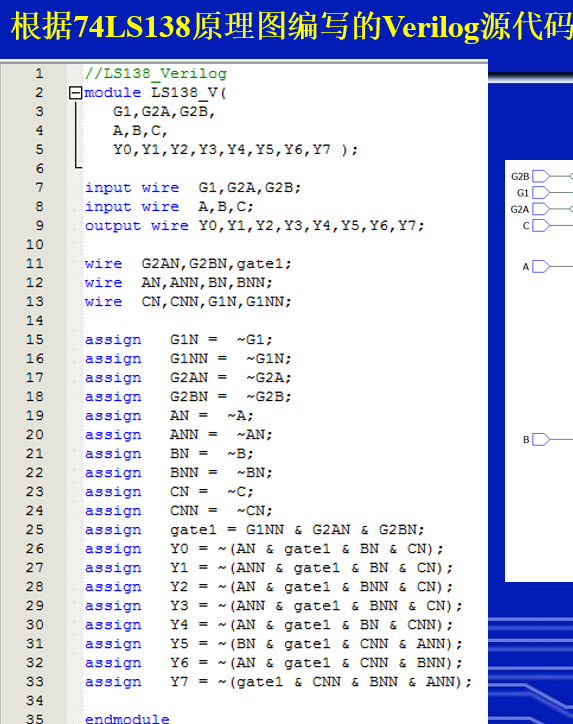 根据74LS138原理图编写的Verilog源代码
1 //LS138_Verilog
2 module LS138_V(
3 G1,G2A,G2B,
4 A,B,C,
5 Y0,Y1,Y2,Y3,Y4,Y5,Y6,Y7 );
6
7 input wire G1,G2A,G2B;
8 input wire A,B,C;
9 output wire Y0,Y1,Y2,Y3,Y4,Y5,Y6,Y7;
10
11 wire G2AN,G2BN,gate1;
12 wire AN,ANN,BN,BNN;
13 wire CN,CNN,G1N,G1NN;
14
15 assign G1N = ~G1;
16 assign G1NN = ~G1N;
17 assign G2AN = ~G2A;
18 assign G2BN = ~G2B;
19 assign AN = ~A;
20 assign ANN = ~AN;
21 assign BN = ~B;
22 assign BNN = ~BN;
23 assign CN = ~C;
24 assign CNN = ~CN;
25 assign gate1 = G1NN & G2AN & G2BN;
26 assign Y0 = ~(AN & gate1 & BN & CN);
27 assign Y1 = ~(ANN & gate1 & BN & CN);
28 assign Y2 = ~(AN & gate1 & BNN & CN);
29 assign Y3 = ~(ANN & gate1 & BNN & CN);
30 assign Y4 = ~(AN & gate1 & BN & CNN);
31 assign Y5 = ~(BN & gate1 & CNN & ANN);
32 assign Y6 = ~(AN & gate1 & CNN & BNN);
33 assign Y7 = ~(gate1 & CNN & BNN & ANN);
34
35 endmodule
G2B
G1
G2A
C
A
B